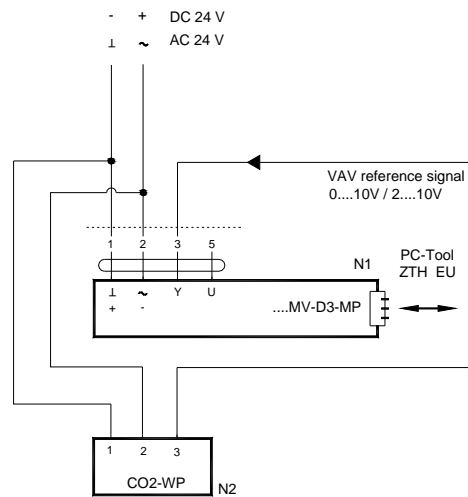 - + DC 24 V
⊥ ~ AC 24 V
VAV reference signal
0....10V / 2....10V
1 2 3 5
N1
PC-Tool
ZTH EU
⊥ ~ Y U
+ -
....MV-D3-MP
1 2 3
CO2-WP
N2